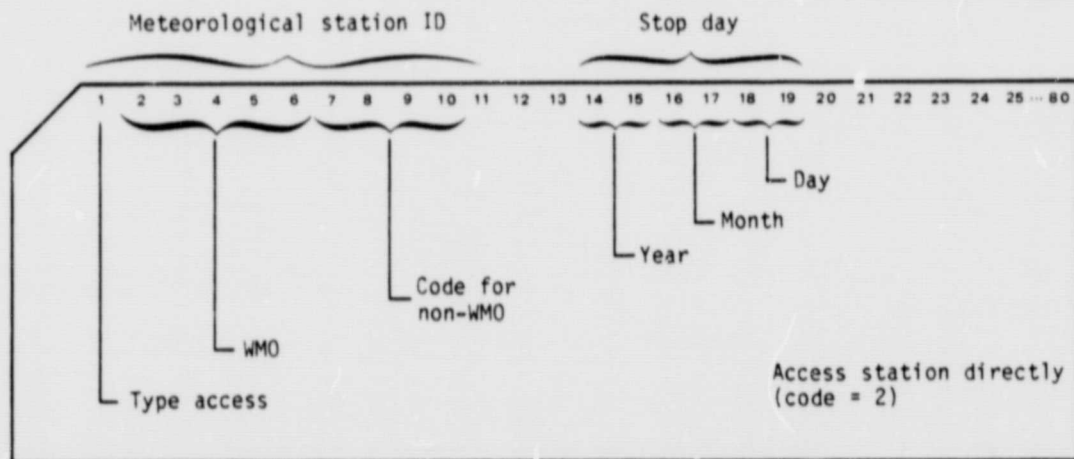 Meteorological station ID Stop day
1 2 3 4 5 6 7 8 9 10 11 12 13 14 15 16 17 18 19 20 21 22 23 24 25 ... 80
Day
Month
Year
Code for
non-WMO
WMO
Access station directly
(code = 2)
Type access